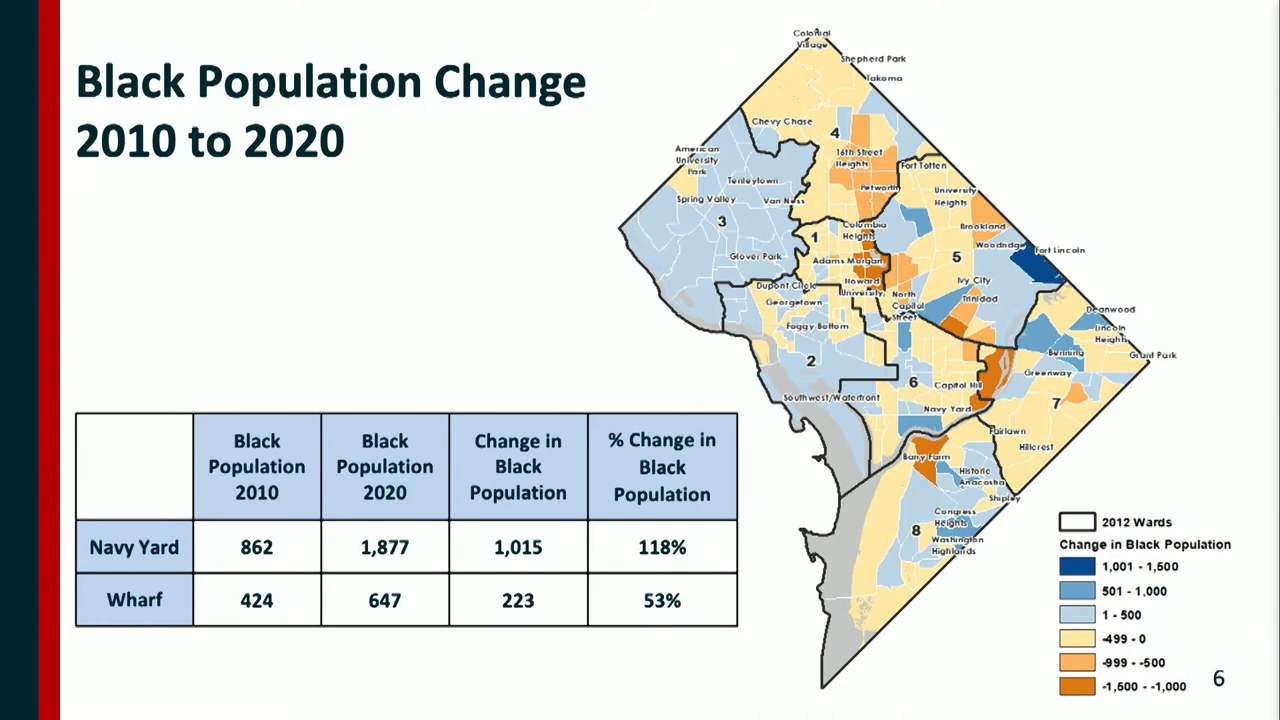 Black Population Change
2010 to 2020
Black
Population
2010
Black
Population
2020
Change in
Black
Population
% Change in
Black
Population
Navy Yard
862
1,877
1,015
118%
Wharf
424
647
223
53%
Colonial
Village
Shepherd Park
Takoma
Chevy Chase
4
American
University
Park
16th Street
Heights
Fort Totten
Tenleytown
Petworth
University
Heights
Spring Valley
Van Ness
3
Columbia
Heights
Brookland
1
Woodridge
Fort Lincoln
Glover Park
Adams Morgan
5
Dupont Circle
Howard
University
Ivy City
Georgetown
North
Capitol
Street
Trinidad
Deanwood
Foggy Bottom
Lincoln
Heights
Benning
Grant Park
2
Greenway
6
Capitol Hill
Southwest/Waterfront
7
Navy Yard
Fairlawn
Hillcrest
Barry Farm
Historic
Anacostia
Shipley
Congress
Heights
8
Washington
Highlands
2012 Wards
Change in Black Population
1,001 - 1,500
501 - 1,000
1 - 500
-499 - 0
-999 - -500
-1,500 - -1,000
6